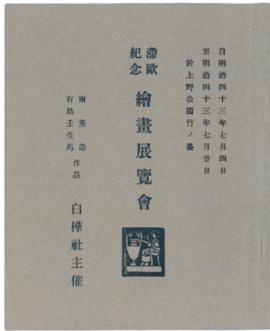 自明治四十三年七月四日
至明治四十三年七月廿日
於上野公園竹ノ臺
滯歐紀念 繪畫展覽會
南薰造
有島壬生馬 作品
白樺社主催